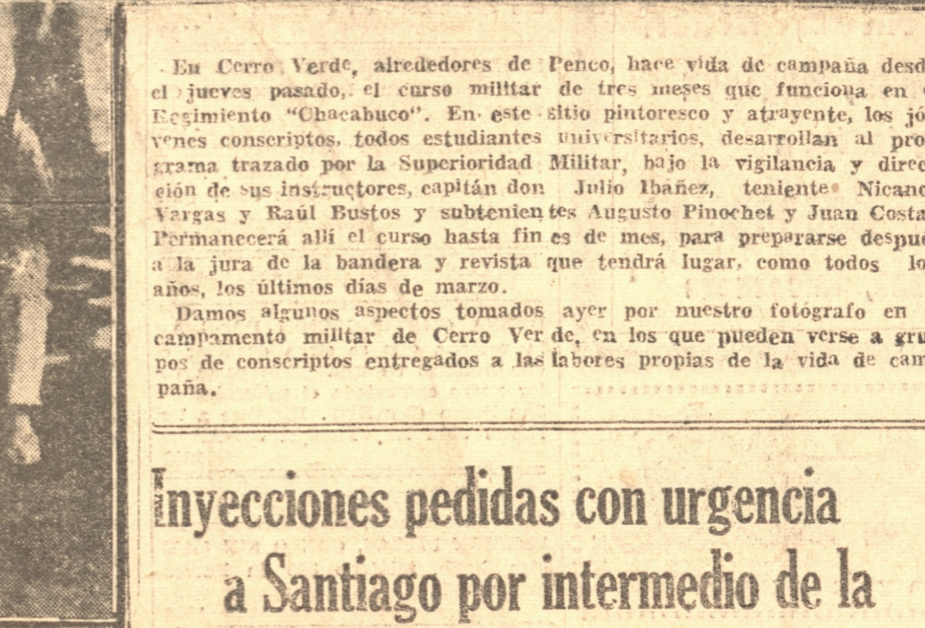 En Cerro Verde, alrededores de Penco, hace vida de campaña desd
el jueves pasado, el curso militar de tres meses que funciona en
Regimiento "Chacabuco". En este sitio pintoresco y atrayente, los jó
venes conscriptos, todos estudiantes universitarios, desarrollan al pro
grama trazado por la Superioridad Militar, bajo la vigilancia y direc
ción de sus instructores, capitán don Julio Ibáñez, teniente Nicano
Vargas y Raúl Bustos y subtenientes Augusto Pinochet y Juan Costa
Permanecerá allí el curso hasta fines de mes, para prepararse despué
a la jura de la bandera y revista que tendrá lugar, como todos lo
años, los últimos días de marzo.
Damos algunos aspectos tomados ayer por nuestro fotógrafo en
campamento militar de Cerro Verde, en los que pueden verse a gru
pos de conscriptos entregados a las labores propias de la vida de cam
paña.
Inyecciones pedidas con urgencia
a Santiago por intermedio de la